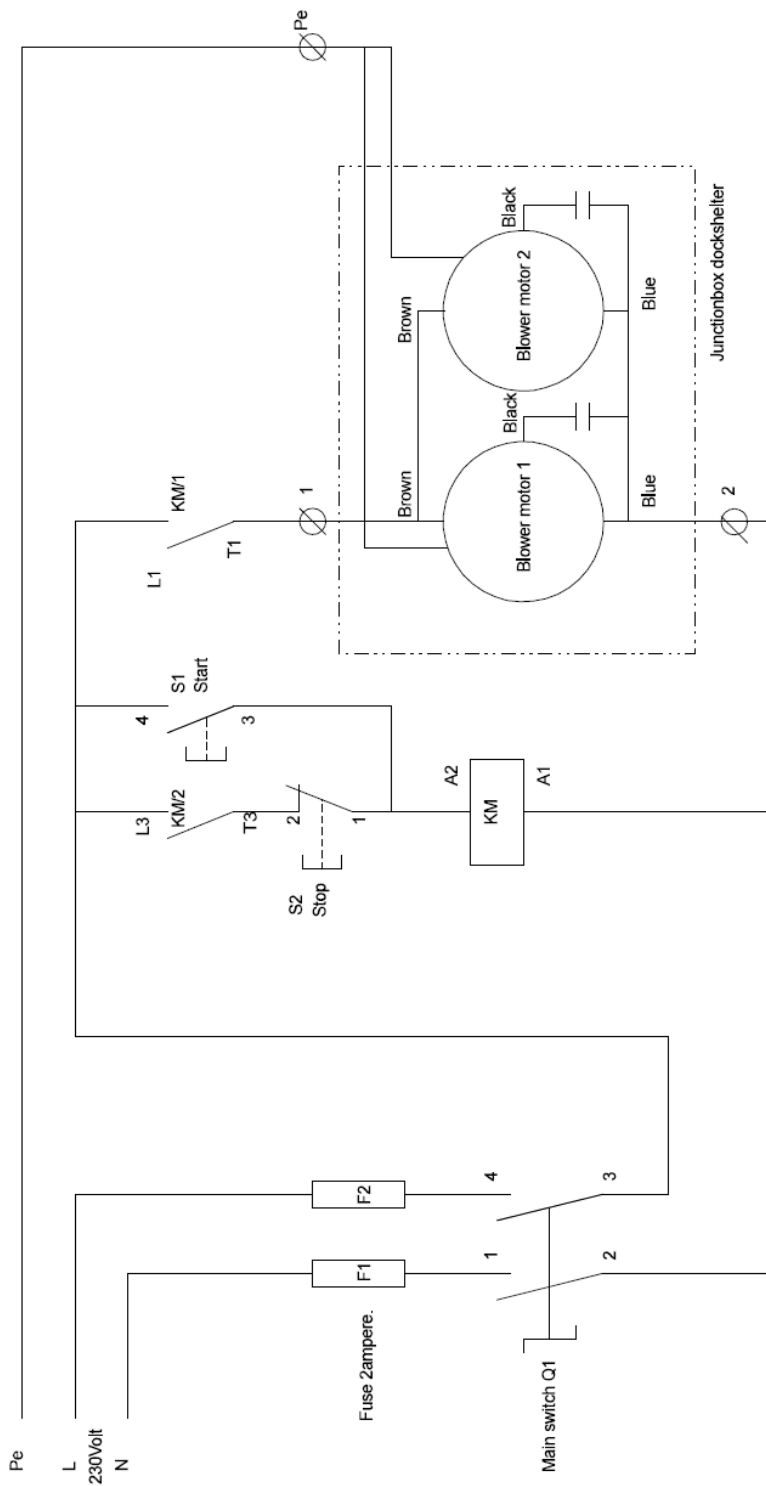 Pe
L
230Volt
N
Fuse 2ampere.
F1
F2
Main switch Q1
1
2
4
3
L3
KM/2
T3
S2
Stop
2
1
S1
Start
4
3
A2
KM
A1
L1
KM/1
T1
1
Pe
Brown
Brown
Blower motor 1
Black
Blue
Blower motor 2
Black
Blue
2
Junctionbox dockshelter